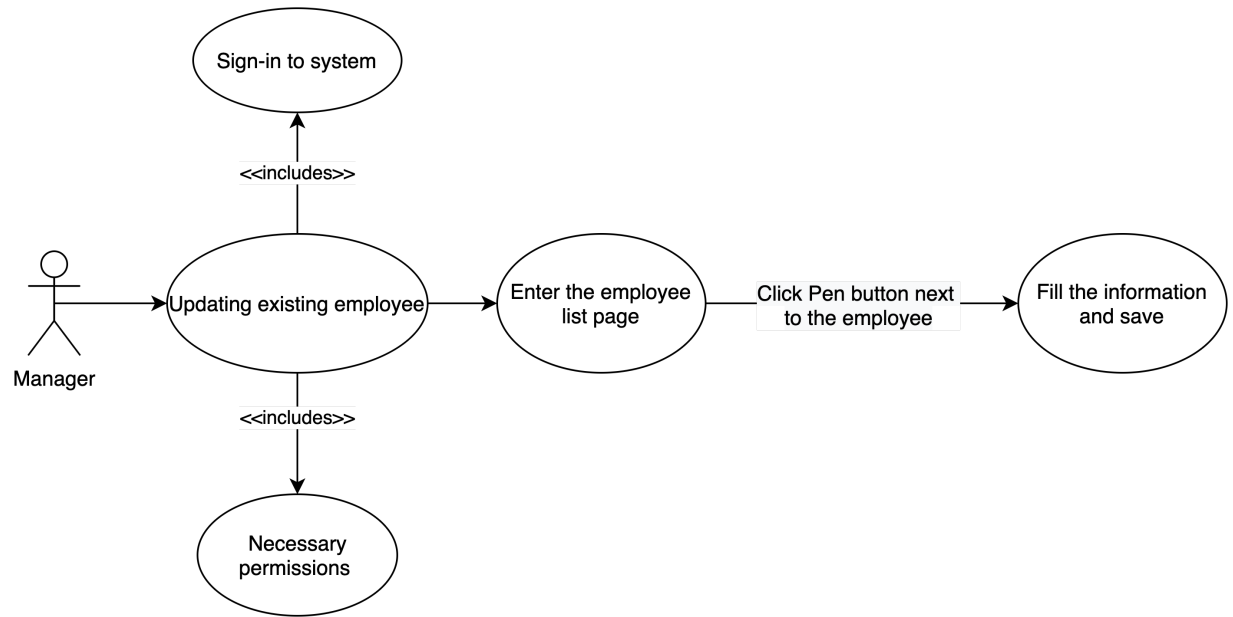 Sign-in to system
<<includes>>
Manager
Updating existing employee
Enter the employee
list page
Click Pen button next
to the employee
Fill the information
and save
<<includes>>
Necessary
permissions